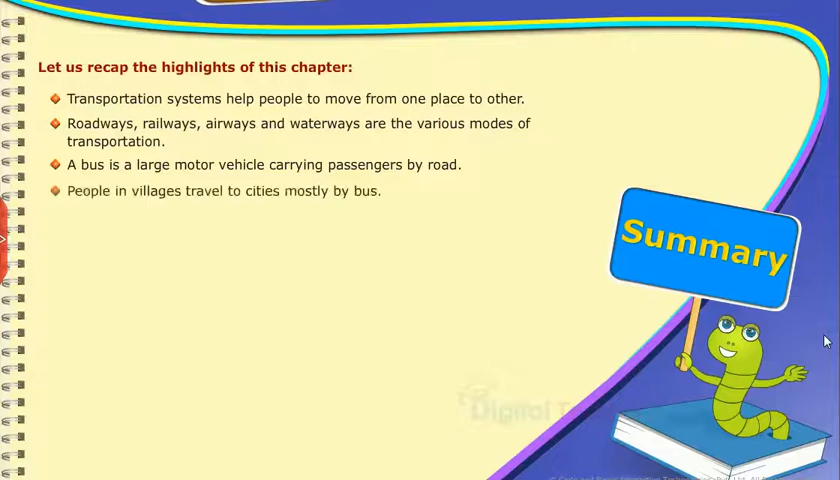 Let us recap the highlights of this chapter:
Transportation systems help people to move from one place to other.
Roadways, railways, airways and waterways are the various modes of
transportation.
A bus is a large motor vehicle carrying passengers by road.
People in villages travel to cities mostly by bus.
Summary
Digital